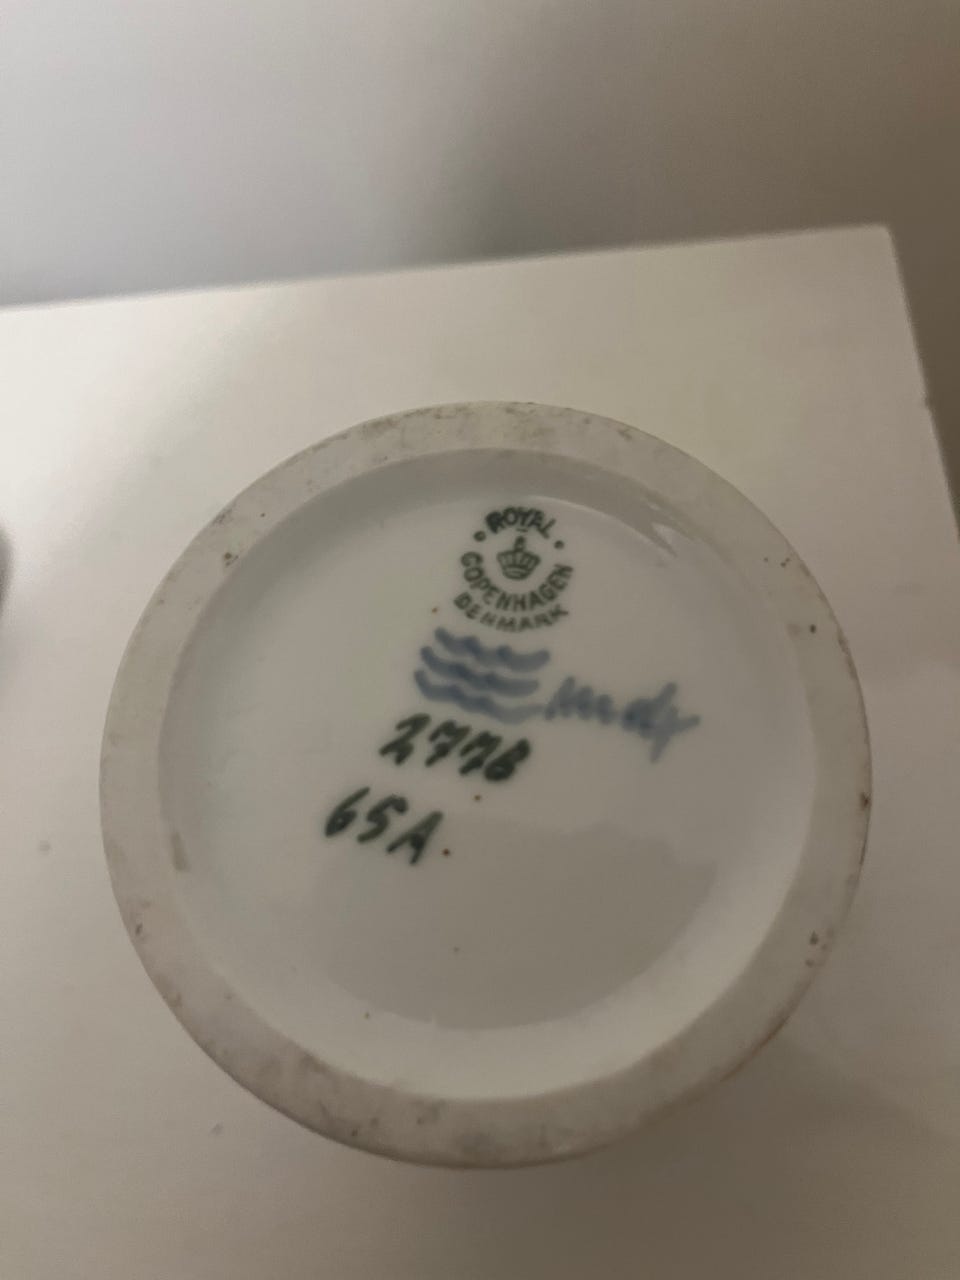 ROYAL
COPENHAGEN
DENMARK
2778
65A